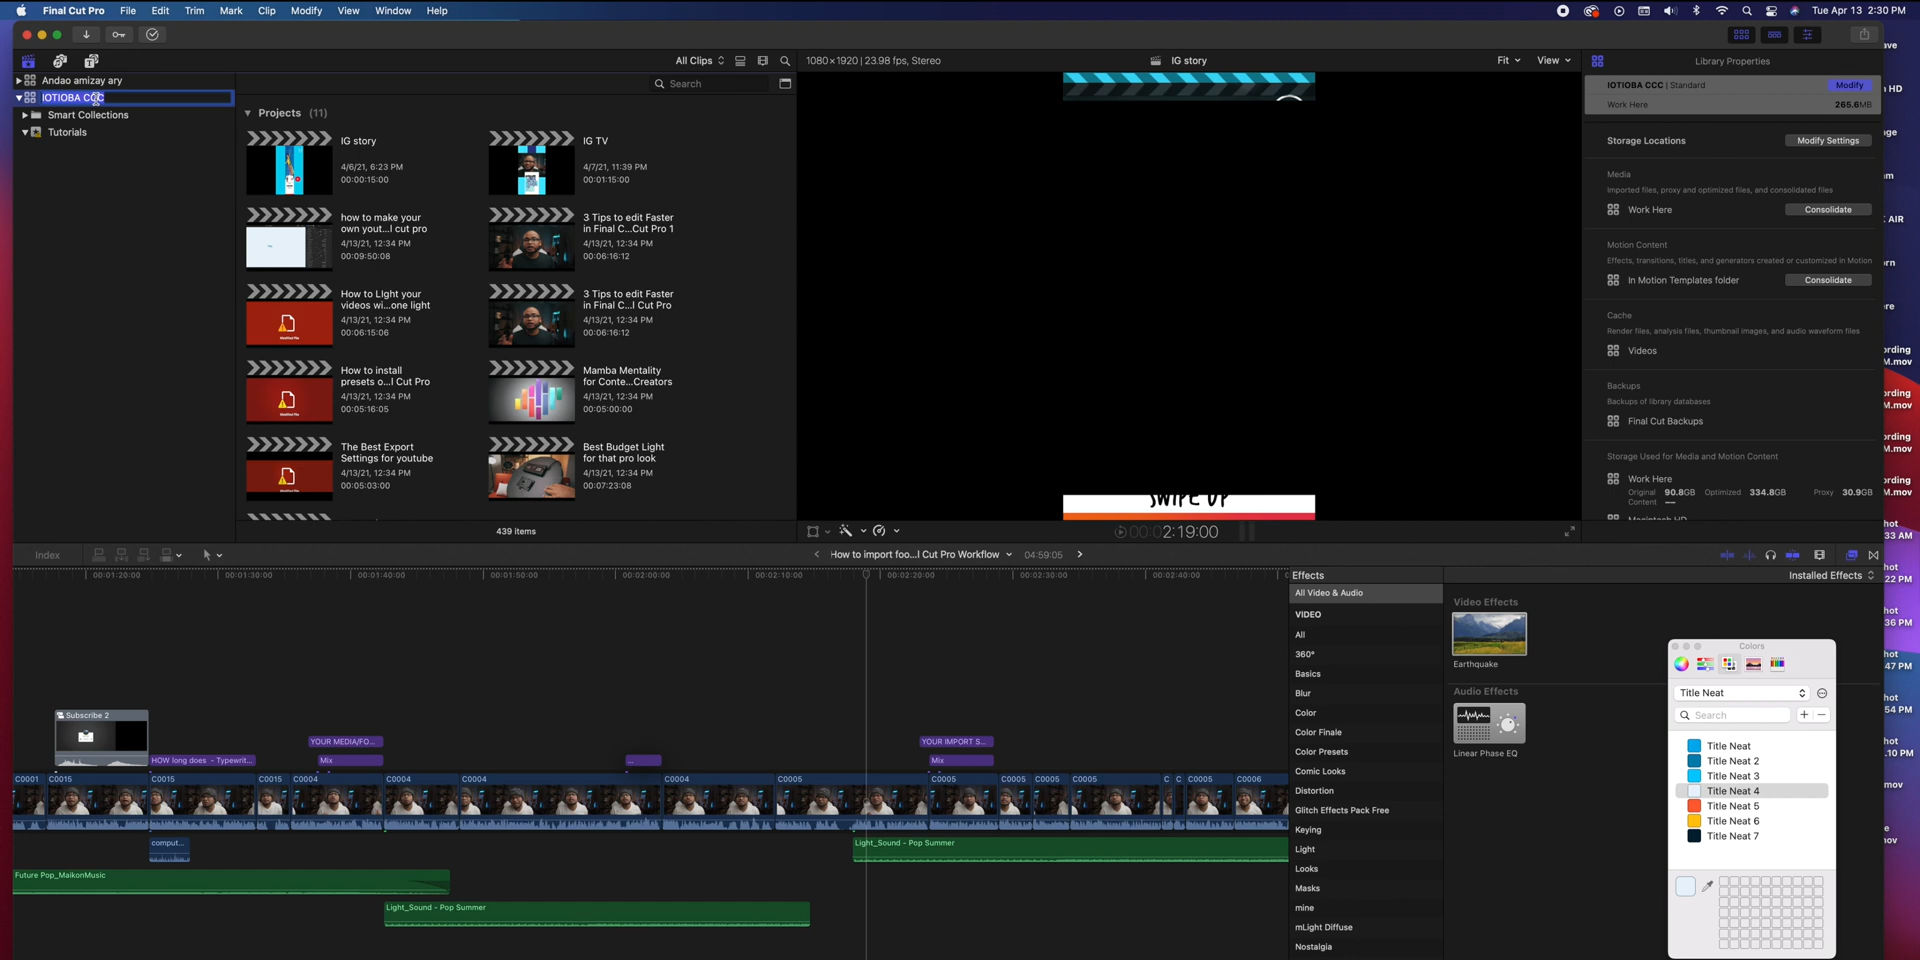 Final Cut Pro File Edit Trim Mark Clip Modify View Window Help
Tue Apr 13 2:30 PM
All Clips
1080×1920 | 23.98 fps, Stereo
IG story
Fit
View
Library Properties
Andao amizay ary
IOTIOBA CCC
Smart Collections
Tutorials
Search
Projects (11)
IG story
4/6/21, 6:23 PM
00:00:15:00
IG TV
4/7/21, 11:39 PM
00:01:15:00
how to make your
own yout...l cut pro
4/13/21, 12:34 PM
00:09:50:08
3 Tips to edit Faster
in Final C...Cut Pro 1
4/13/21, 12:34 PM
00:06:16:12
How to LIght your
videos wi...one light
4/13/21, 12:34 PM
00:06:15:06
3 Tips to edit Faster
in Final C...l Cut Pro
4/13/21, 12:34 PM
00:06:16:12
How to install
presets o...l Cut Pro
4/13/21, 12:34 PM
00:05:16:05
Mamba Mentality
for Conte...Creators
4/13/21, 12:34 PM
00:05:00:00
The Best Export
Settings for youtube
4/13/21, 12:34 PM
00:05:03:00
Best Budget Light
for that pro look
4/13/21, 12:34 PM
00:07:23:08
439 items
SWIPE UP
00:00:02:19:00
IOTIOBA CCC | Standard
Modify
Work Here
265.6MB
Storage Locations
Modify Settings
Media
Imported files, proxy and optimized files, and consolidated files
Work Here
Consolidate
Motion Content
Effects, transitions, titles, and generators created or customized in Motion
In Motion Templates folder
Consolidate
Cache
Render files, analysis files, thumbnail images, and audio waveform files
Videos
Backups
Backups of library databases
Final Cut Backups
Storage Used for Media and Motion Content
Work Here
Original 90.8GB Optimized 334.8GB Proxy 30.9GB
Content --
Macintosh HD
Index
How to import foo...l Cut Pro Workflow
04:59:05
00:01:20:00
00:01:30:00
00:01:40:00
00:01:50:00
00:02:00:00
00:02:10:00
00:02:20:00
00:02:30:00
00:02:40:00
Subscribe 2
HOW long does - Typewrit...
YOUR MEDIA/FO...
Mix
...
YOUR IMPORT S...
Mix
C0001 C0015 C0015 C0015 C0004 C0004 C0004 C0004 C0005 C0005 C0005 C0005 C0005 C C C0005 C0006
comput...
Light_Sound - Pop Summer
Future Pop_MaikonMusic
Light_Sound - Pop Summer
Effects
Installed Effects
All Video & Audio
VIDEO
All
360°
Basics
Blur
Color
Color Finale
Color Presets
Comic Looks
Distortion
Glitch Effects Pack Free
Keying
Light
Looks
Masks
mine
mLight Diffuse
Nostalgia
Video Effects
Earthquake
Audio Effects
Linear Phase EQ
Colors
Title Neat
Search
Title Neat
Title Neat 2
Title Neat 3
Title Neat 4
Title Neat 5
Title Neat 6
Title Neat 7